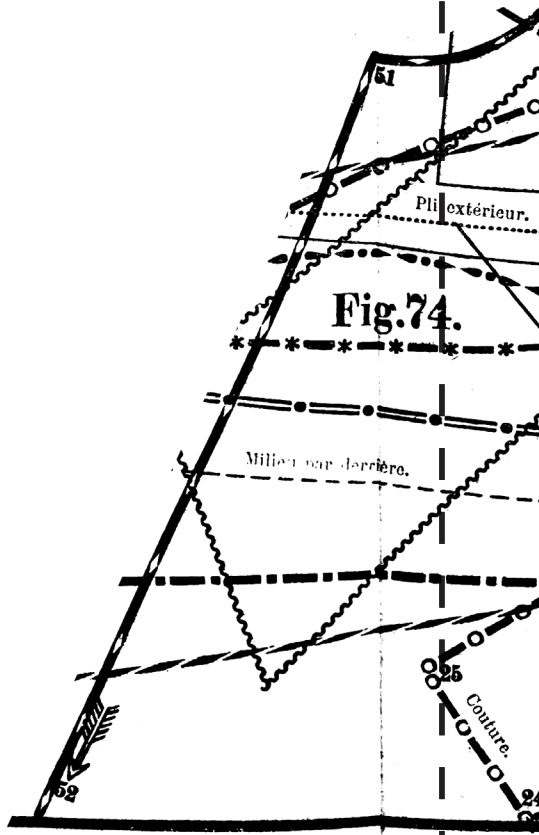 51
Pli extérieur.
Fig.74.
Milieu par derrière.
25
Couture.
52
24